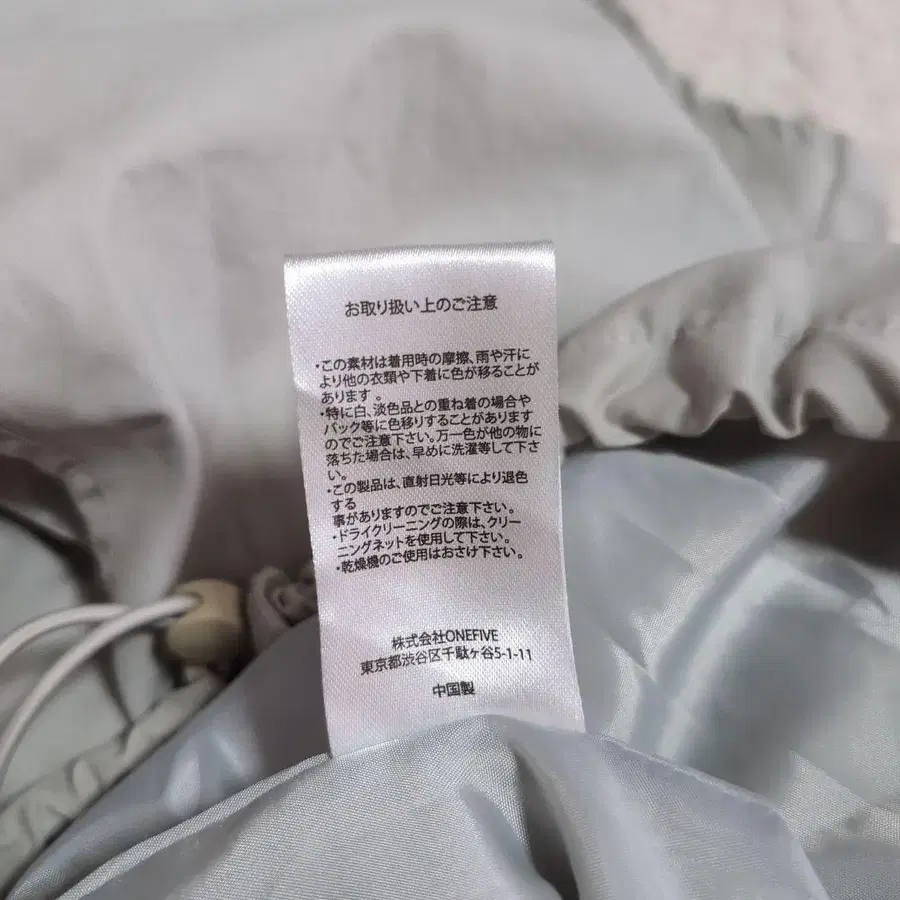 お取り扱い上のご注意
・この素材は着用時の摩擦、雨や汗に
より他の衣類や下着に色が移ることが
あります 。
・特に白、淡色品との重ね着の場合や
バック等に色移りすることがあります
のでご注意下さい。万一色が他の物に
落ちた場合は、早めに洗濯等して下さ
い。
・この製品は、直射日光等により退色
する
事がありますのでご注意下さい。
・ドライクリーニングの際は、クリー
ニングネットを使用して下さい。
・乾燥機のご使用はおさけ下さい。
株式会社ONEFIVE
東京都渋谷区千駄ヶ谷5-1-11
中国製